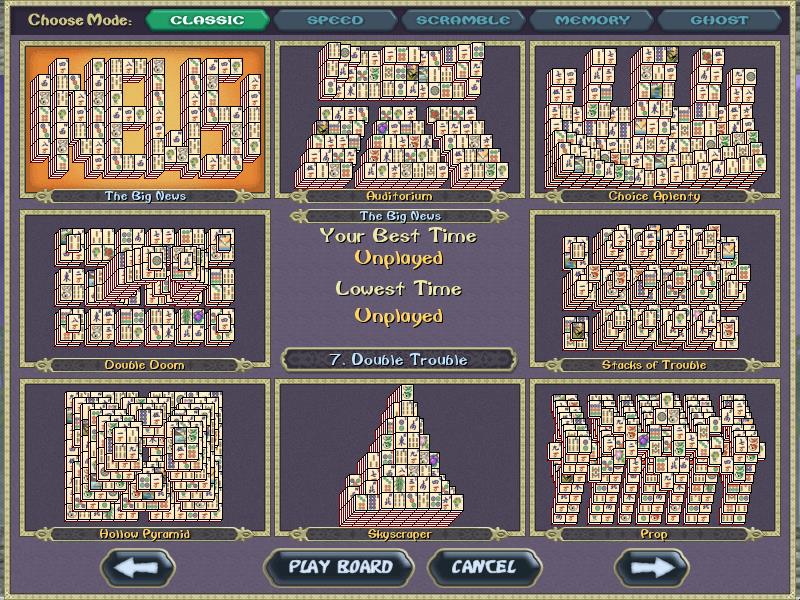 Choose Mode: CLASSIC SPEED SCRAMBLE MEMORY GHOST
The Big News
Auditorium
Choice Aplenty
The Big News
Your Best Time
Unplayed
Lowest Time
Unplayed
7. Double Trouble
Double Doom
Stacks of Trouble
Hollow Pyramid
Skyscraper
Prop
PLAY BOARD
CANCEL